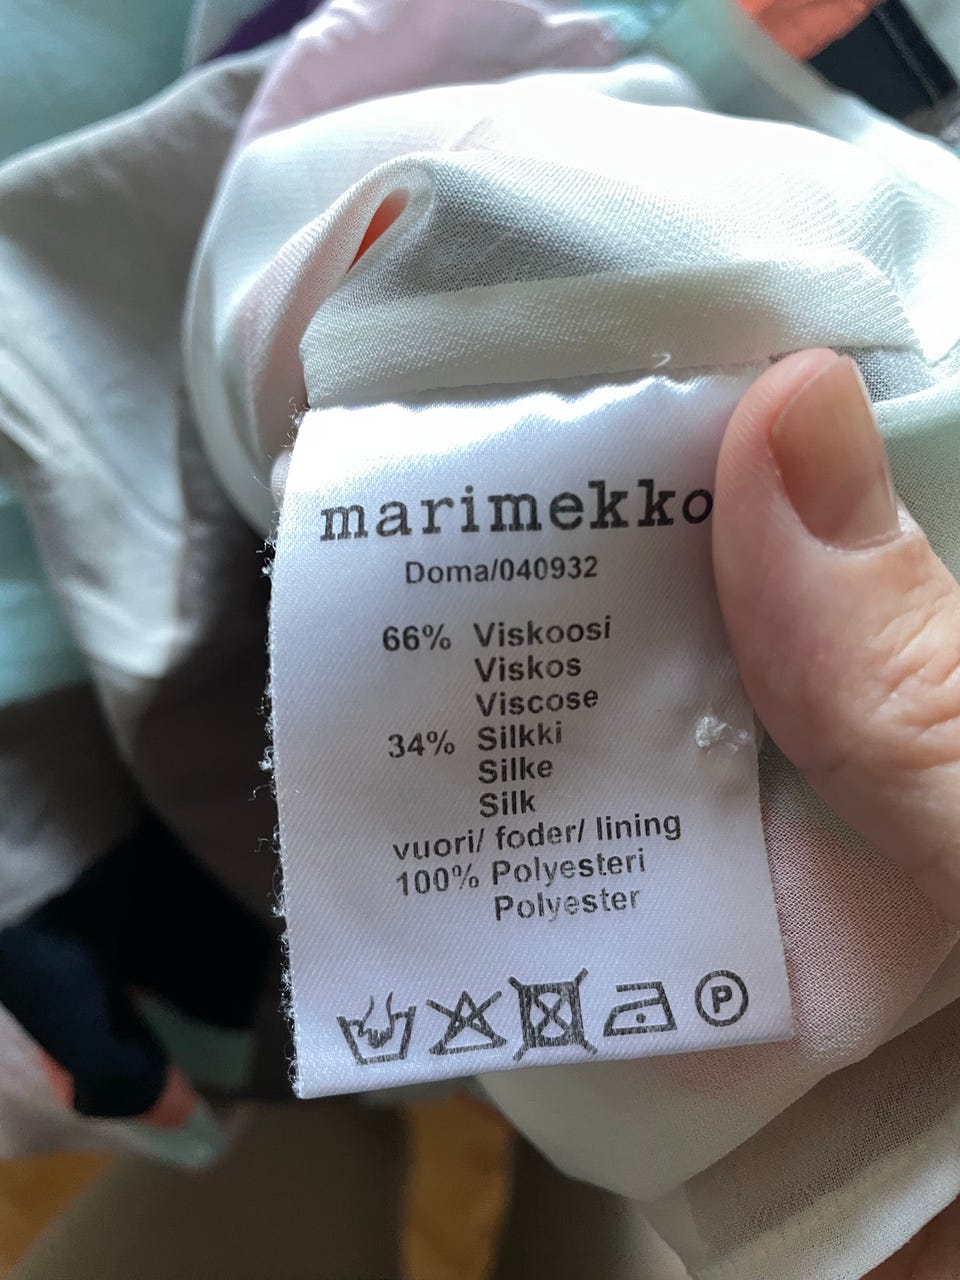 marimekko
Doma/040932
66% Viskoosi
Viskos
Viscose
34% Silkki
Silke
Silk
vuori/ foder/ lining
100% Polyesteri
Polyester
P